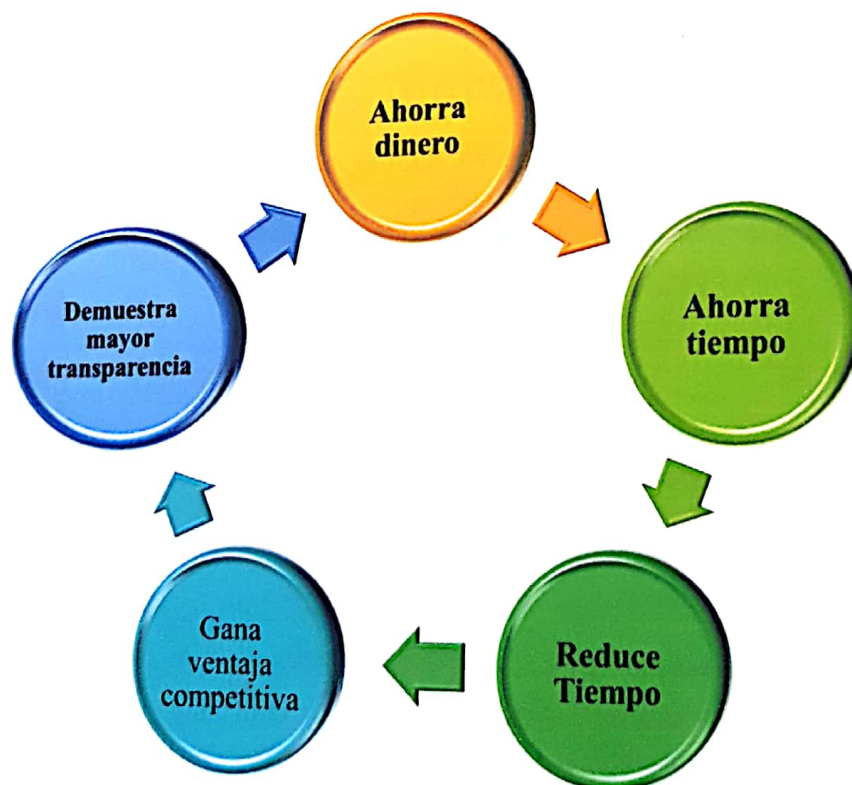 Ahorra
dinero
Ahorra
tiempo
Reduce
Tiempo
Gana
ventaja
competitiva
Demuestra
mayor
transparencia